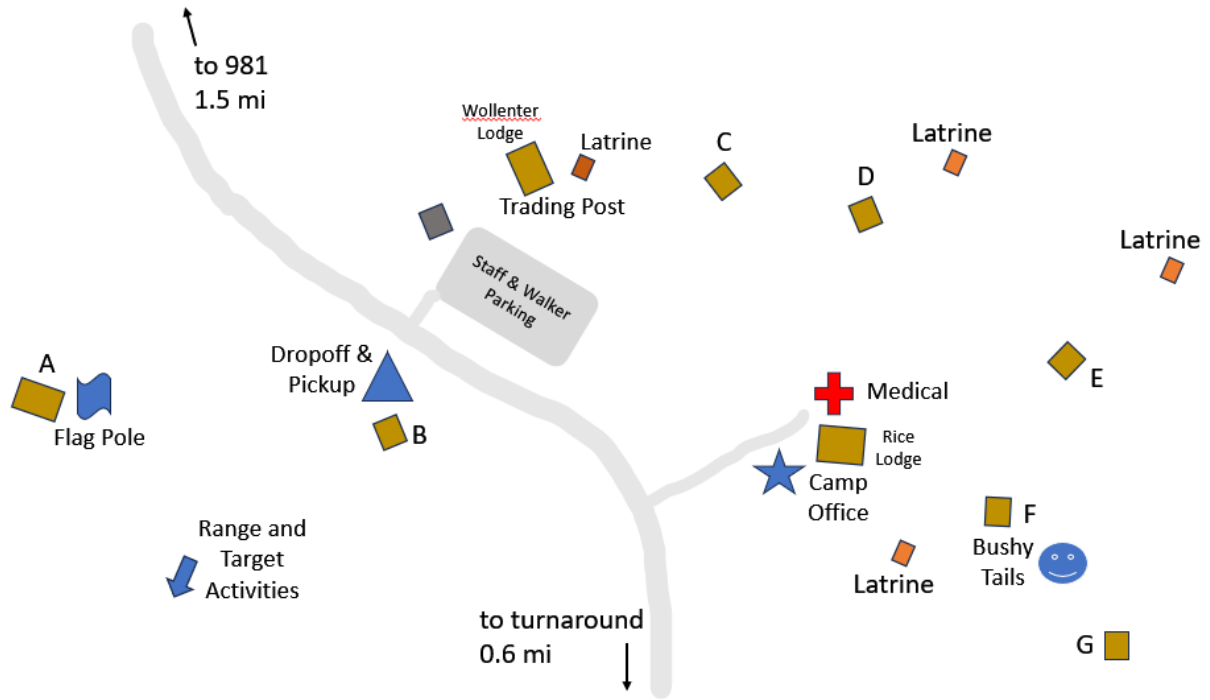 to 981
1.5 mi
Wollenter
Lodge
Latrine
Trading Post
C
D
Latrine
Latrine
Staff & Walker
Parking
A
Flag Pole
Dropoff &
Pickup
B
E
Medical
Rice
Lodge
Camp
Office
Range and
Target
Activities
F
Bushy
Tails
Latrine
to turnaround
0.6 mi
G